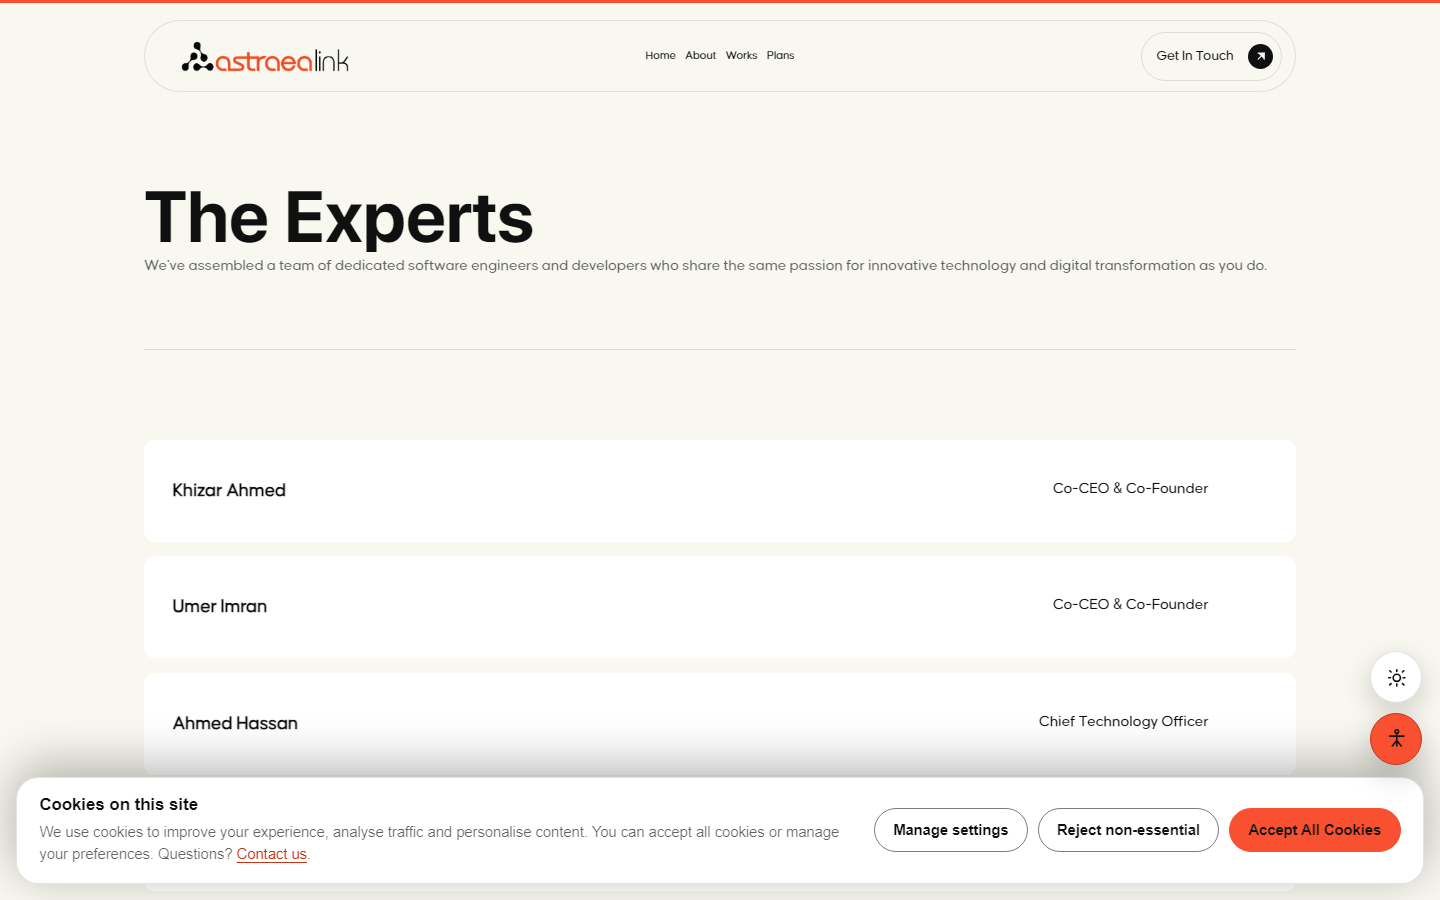 astraealink
Home About Works Plans
Get In Touch
The Experts
We've assembled a team of dedicated software engineers and developers who share the same passion for innovative technology and digital transformation as you do.
Khizar Ahmed
Co-CEO & Co-Founder
Umer Imran
Co-CEO & Co-Founder
Ahmed Hassan
Chief Technology Officer
Cookies on this site
We use cookies to improve your experience, analyse traffic and personalise content. You can accept all cookies or manage
your preferences. Questions? Contact us.
Manage settings
Reject non-essential
Accept All Cookies